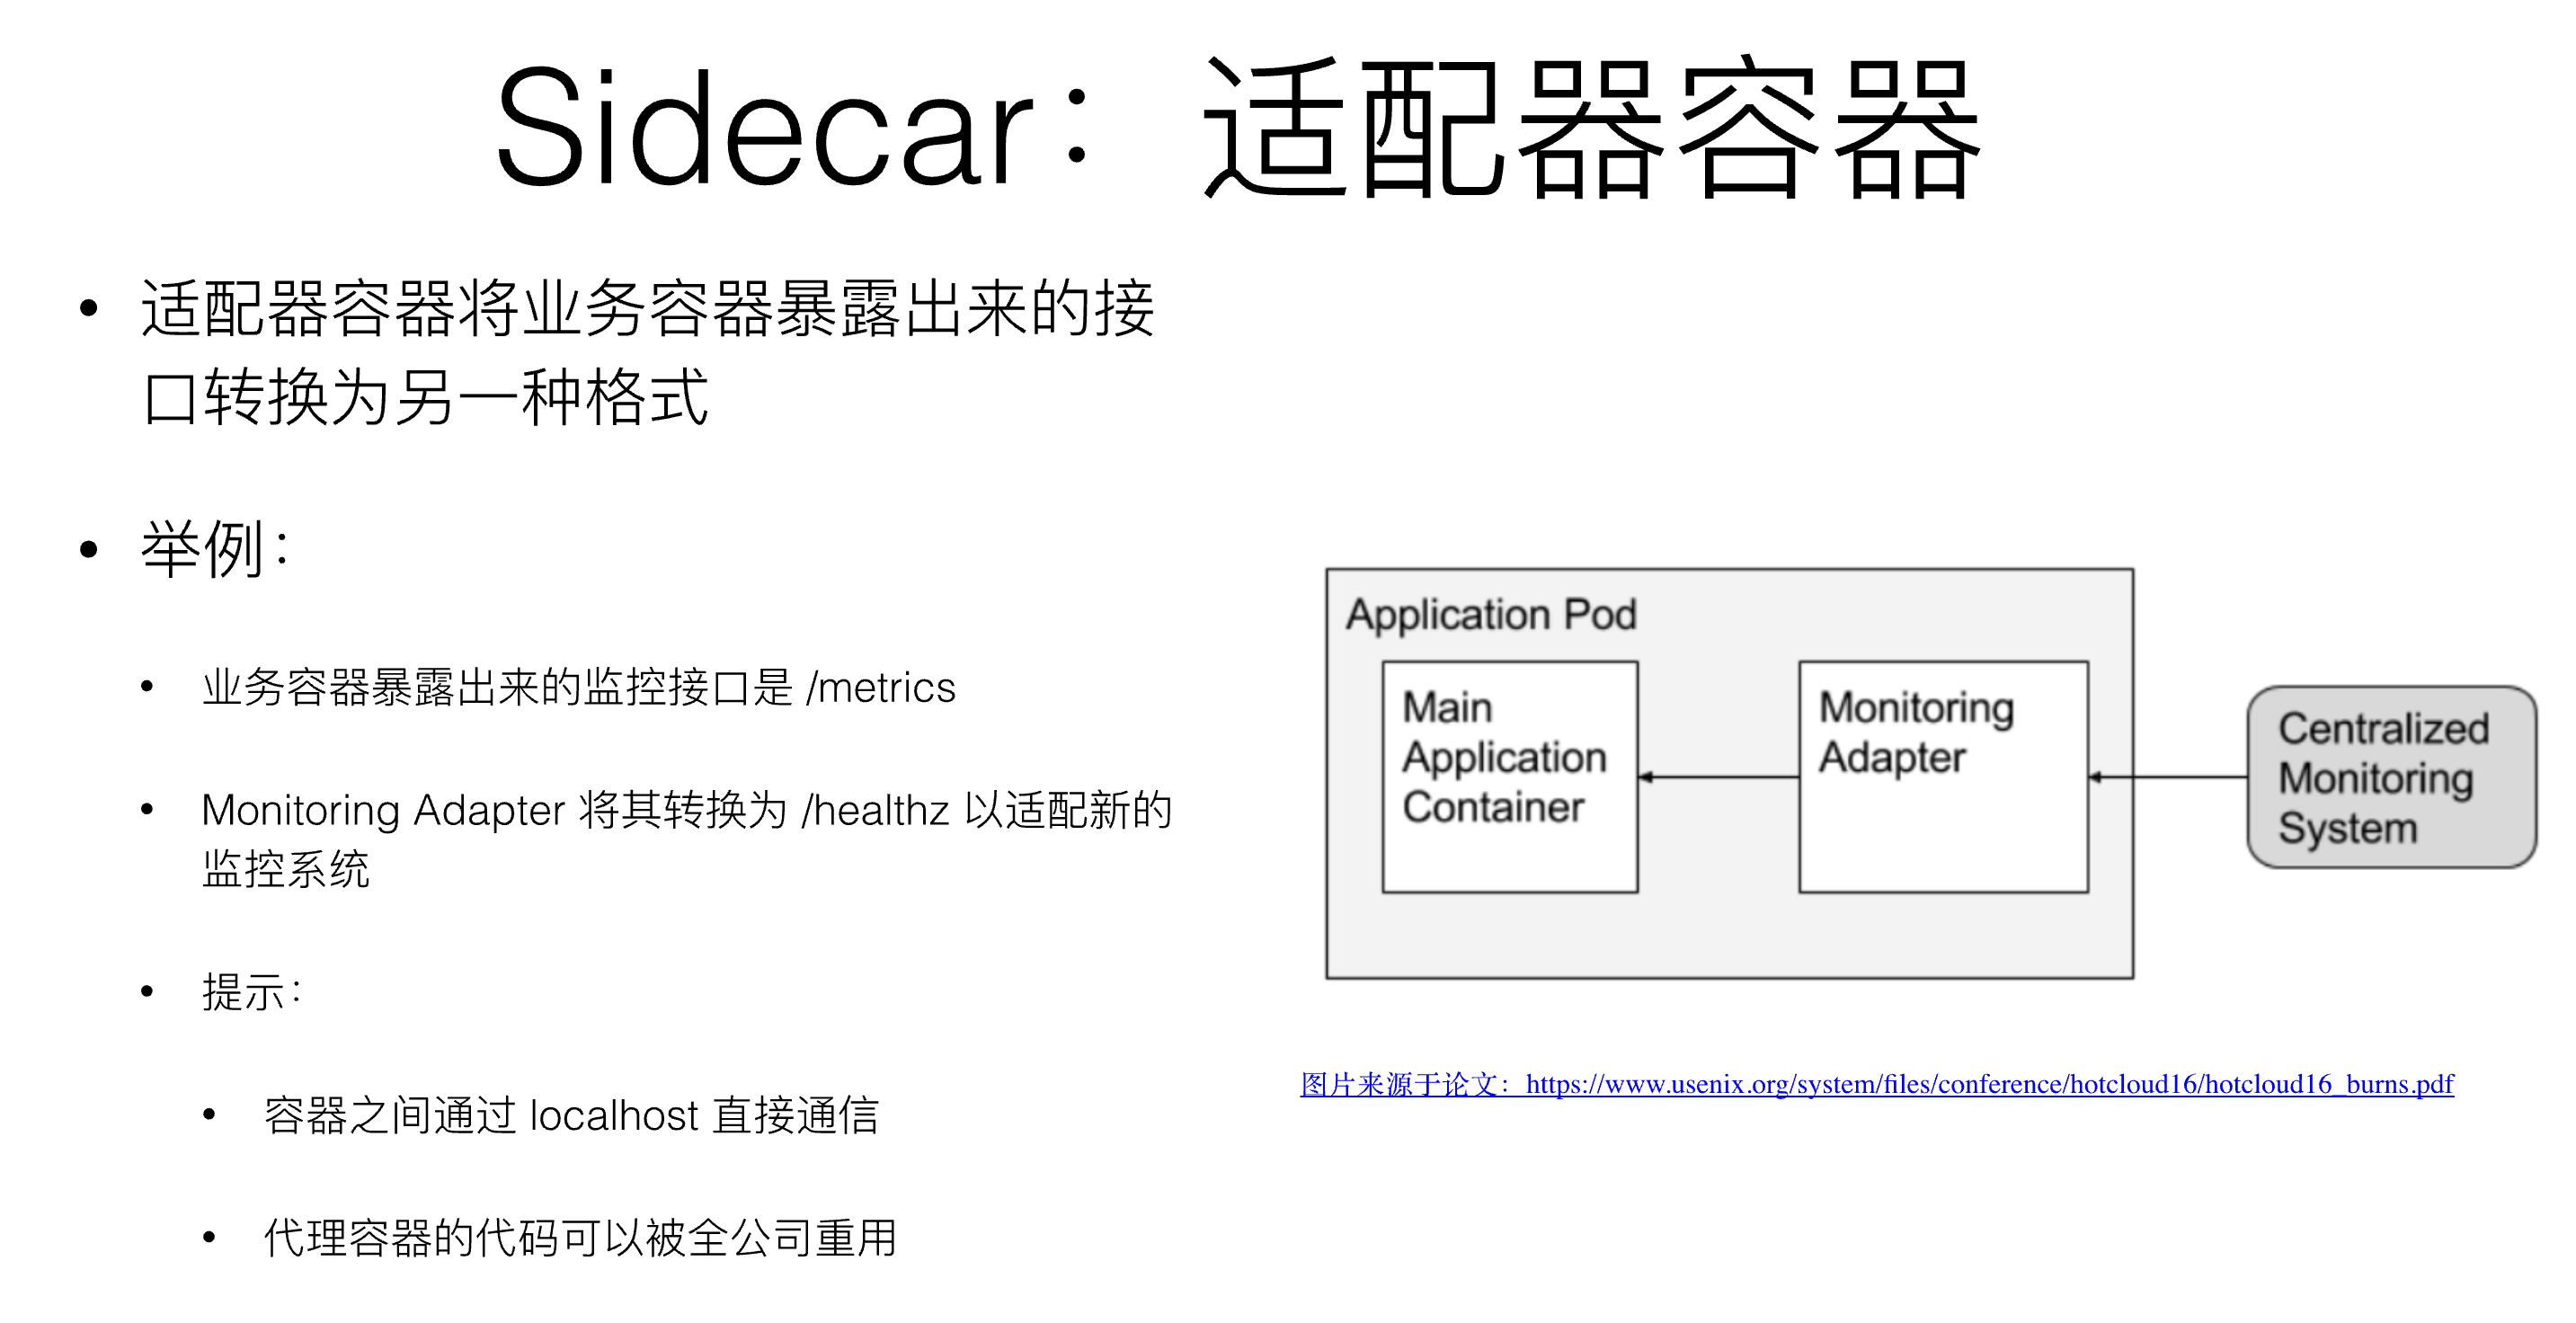 Sidecar：适配器容器
• 适配器容器将业务容器暴露出来的接
口转换为另一种格式
• 举例：
• 业务容器暴露出来的监控接口是 /metrics
• Monitoring Adapter 将其转换为 /healthz 以适配新的
监控系统
• 提示：
• 容器之间通过 localhost 直接通信
• 代理容器的代码可以被全公司重用
Application Pod
Main
Application
Container
Monitoring
Adapter
Centralized
Monitoring
System
图片来源于论文：https://www.usenix.org/system/files/conference/hotcloud16/hotcloud16_burns.pdf